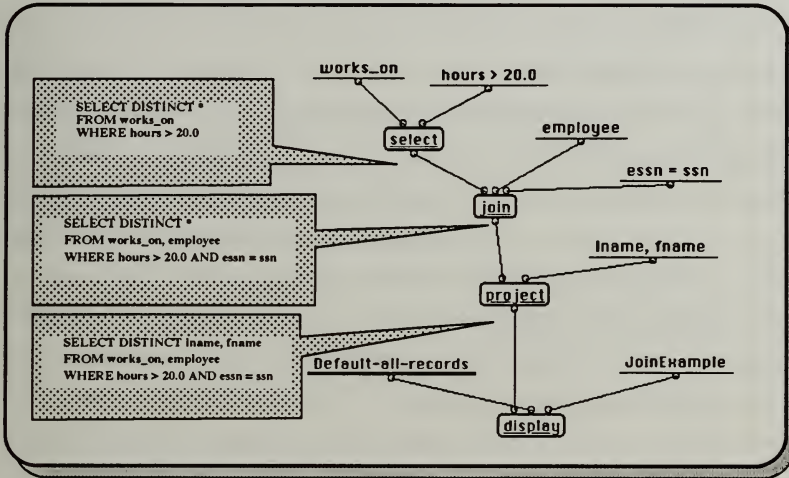 works_on
hours > 20.0
SELECT DISTINCT *
FROM works_on
WHERE hours > 20.0
select
employee
essn = ssn
join
SELECT DISTINCT *
FROM works_on, employee
WHERE hours > 20.0 AND essn = ssn
lname, fname
project
SELECT DISTINCT lname, fname
FROM works_on, employee
WHERE hours > 20.0 AND essn = ssn
Default-all-records
JoinExample
display